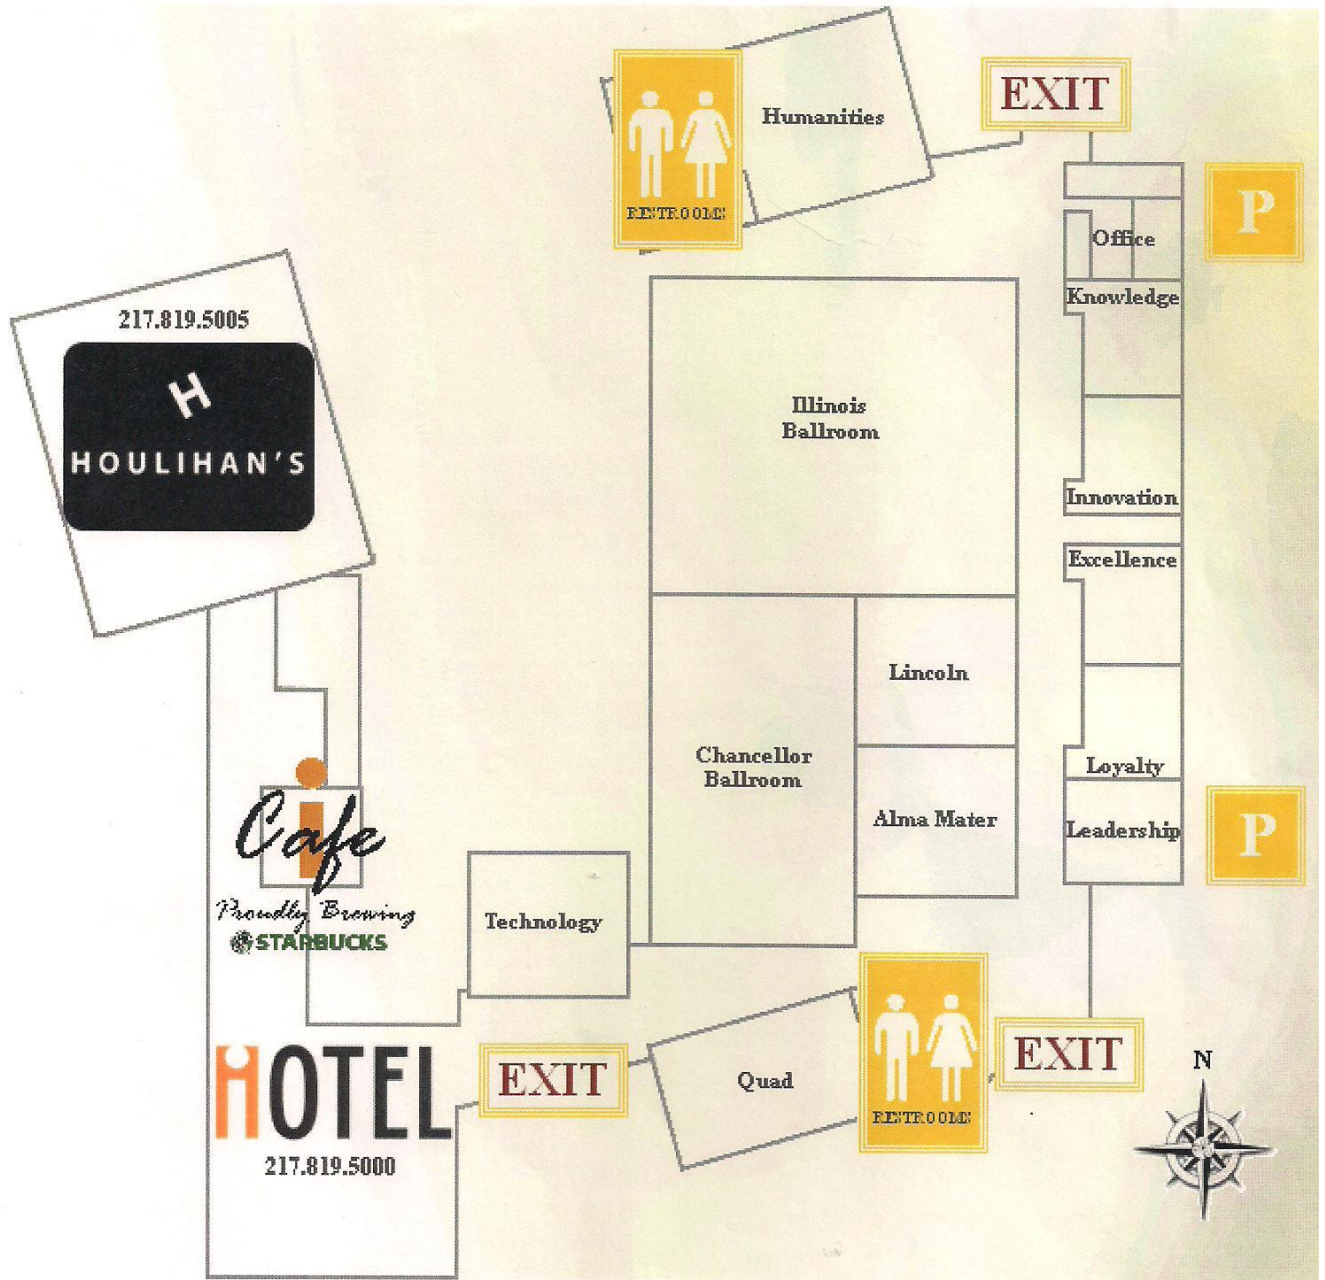 EXIT
Humanities
RESTROOMS
P
Office
Knowledge
217.819.5005
H
HOULIHAN'S
Illinois
Ballroom
Innovation
Excellence
Lincoln
Chancellor
Ballroom
Loyalty
Alma Mater
Leadership
P
i
Cafe
Proudly Brewing
STARBUCKS
Technology
HOTEL
217.819.5000
EXIT
Quad
RESTROOMS
EXIT
N